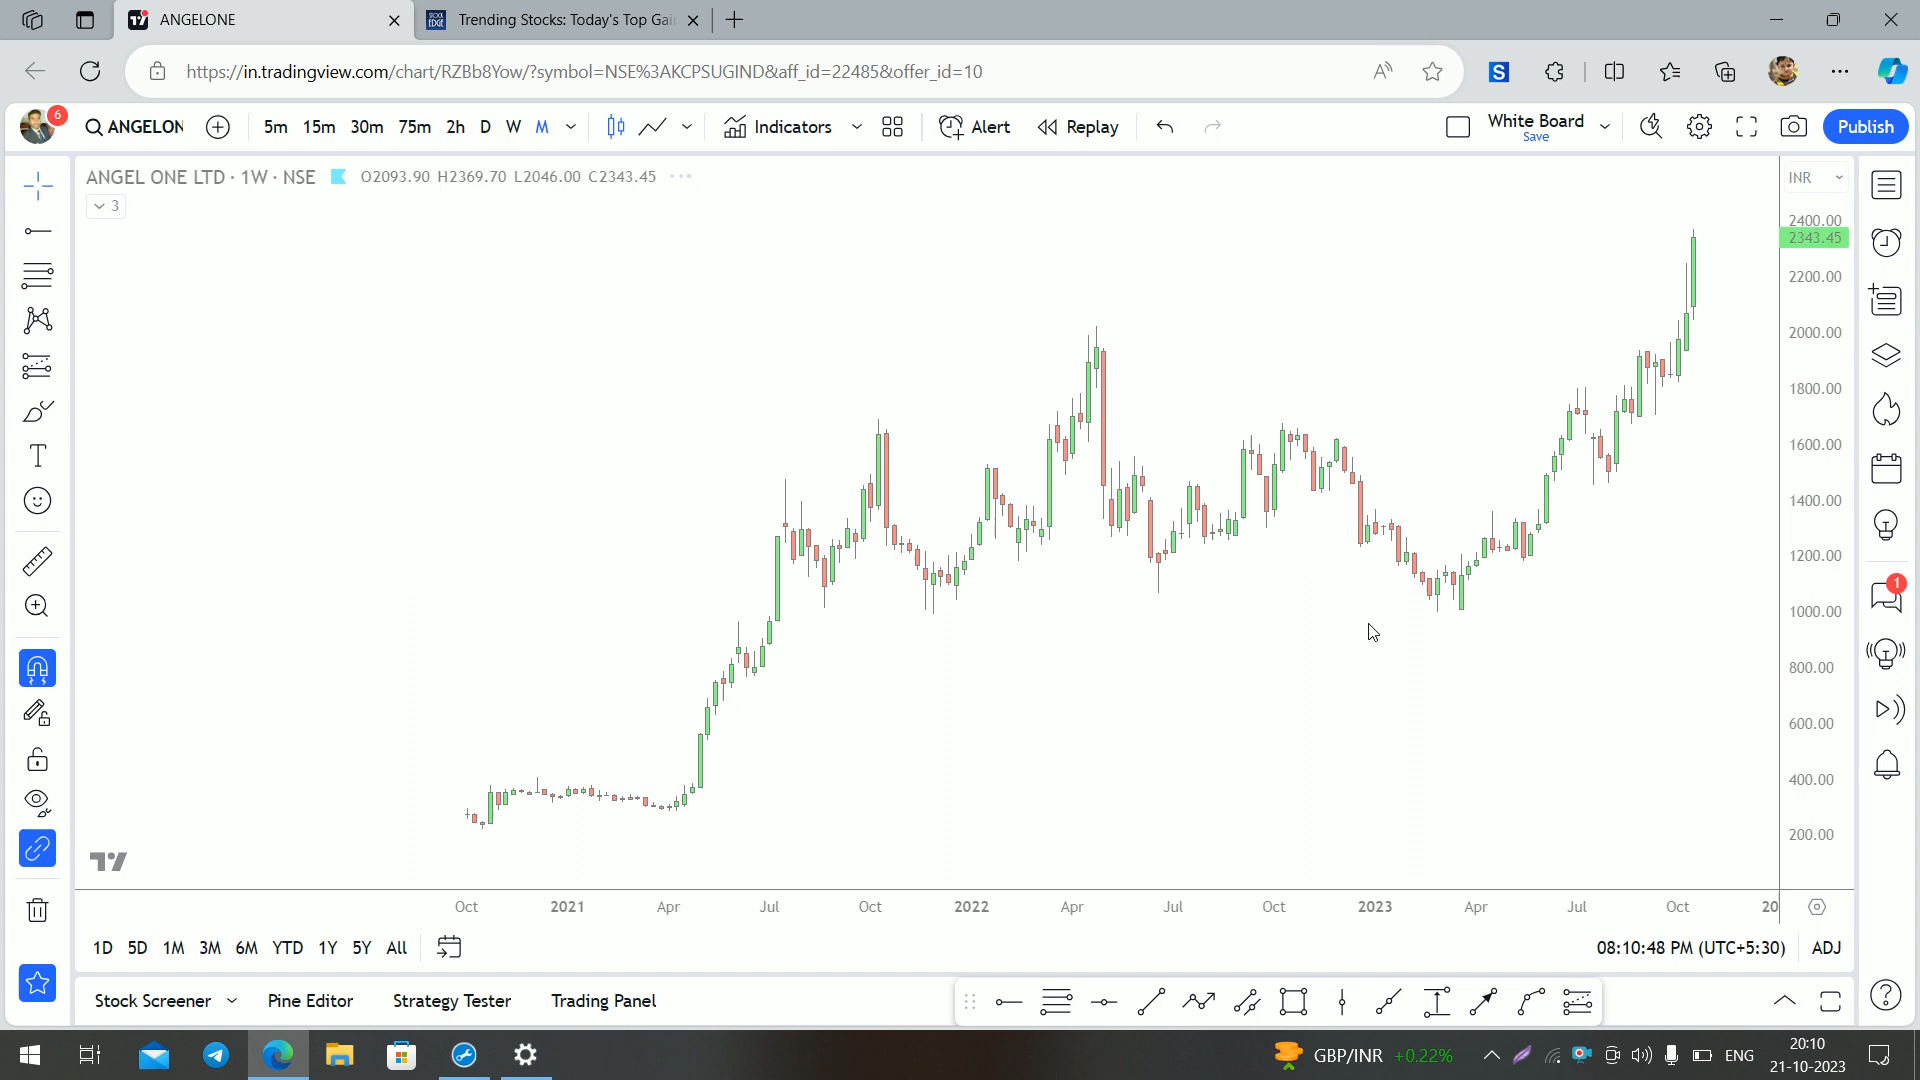 ANGELONE
STOCK EDGE
Trending Stocks: Today's Top Gai
https://in.tradingview.com/chart/RZBb8Yow/?symbol=NSE%3AKCPSUGIND&aff_id=22485&offer_id=10
6
ANGELON
5m 15m 30m 75m 2h D W M
Indicators
Alert
Replay
White Board
Save
Publish
ANGEL ONE LTD · 1W · NSE O2093.90 H2369.70 L2046.00 C2343.45
3
INR
2400.00
2343.45
2200.00
2000.00
1800.00
1600.00
1400.00
1200.00
1000.00
800.00
600.00
400.00
200.00
1
Oct 2021 Apr Jul Oct 2022 Apr Jul Oct 2023 Apr Jul Oct 20
1D 5D 1M 3M 6M YTD 1Y 5Y All
08:10:48 PM (UTC+5:30) ADJ
Stock Screener Pine Editor Strategy Tester Trading Panel
GBP/INR +0.22%
ENG
20:10
21-10-2023